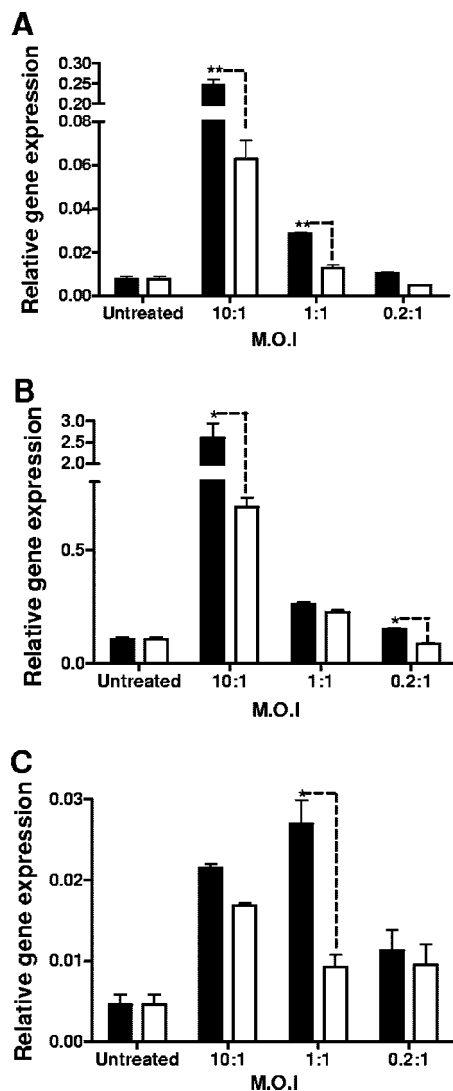 A
Relative gene expression
0.30
0.25
0.20
0.08
0.06
0.04
0.02
0.00
**
**
Untreated 10:1 1:1 0.2:1
M.O.I
B
Relative gene expression
3.0
2.5
2.0
0.5
0.0
*
*
Untreated 10:1 1:1 0.2:1
M.O.I
C
Relative gene expression
0.03
0.02
0.01
0.00
*
Untreated 10:1 1:1 0.2:1
M.O.I